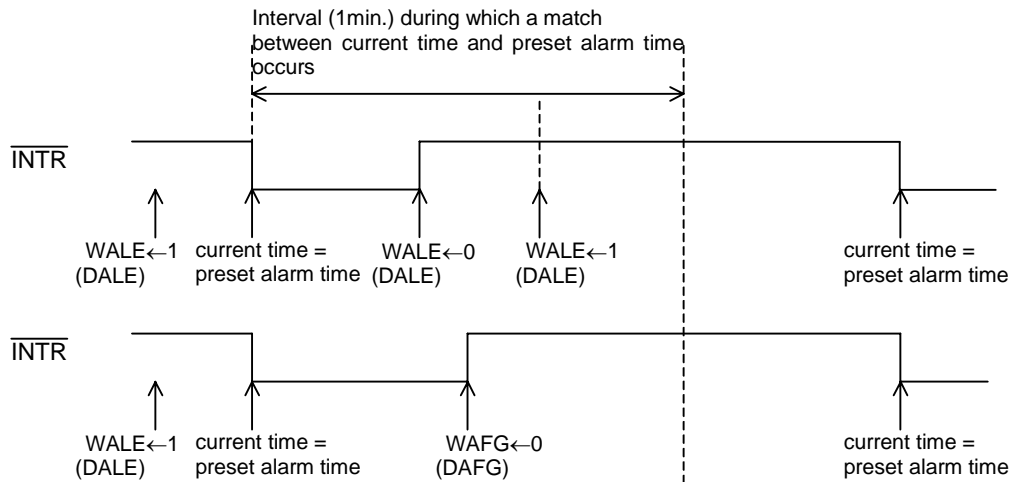 Interval (1min.) during which a match
between current time and preset alarm time
occurs
INTR
WALE←1
(DALE)
current time =
preset alarm time
WALE←0
(DALE)
WALE←1
(DALE)
current time =
preset alarm time
INTR
WALE←1
(DALE)
current time =
preset alarm time
WAFG←0
(DAFG)
current time =
preset alarm time